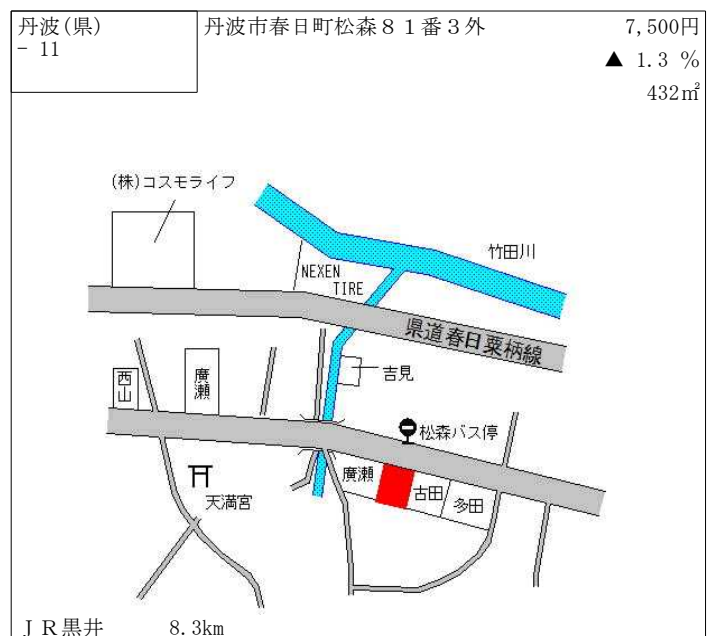 丹波(県)
- 11
丹波市春日町松森８１番３外
7,500円
▲ 1.3 %
432㎡
(株)コスモライフ
竹田川
NEXEN
TIRE
県道春日栗柄線
吉見
西山
廣瀬
松森バス停
廣瀬
古田
多田
天満宮
ＪＲ黒井 8.3km